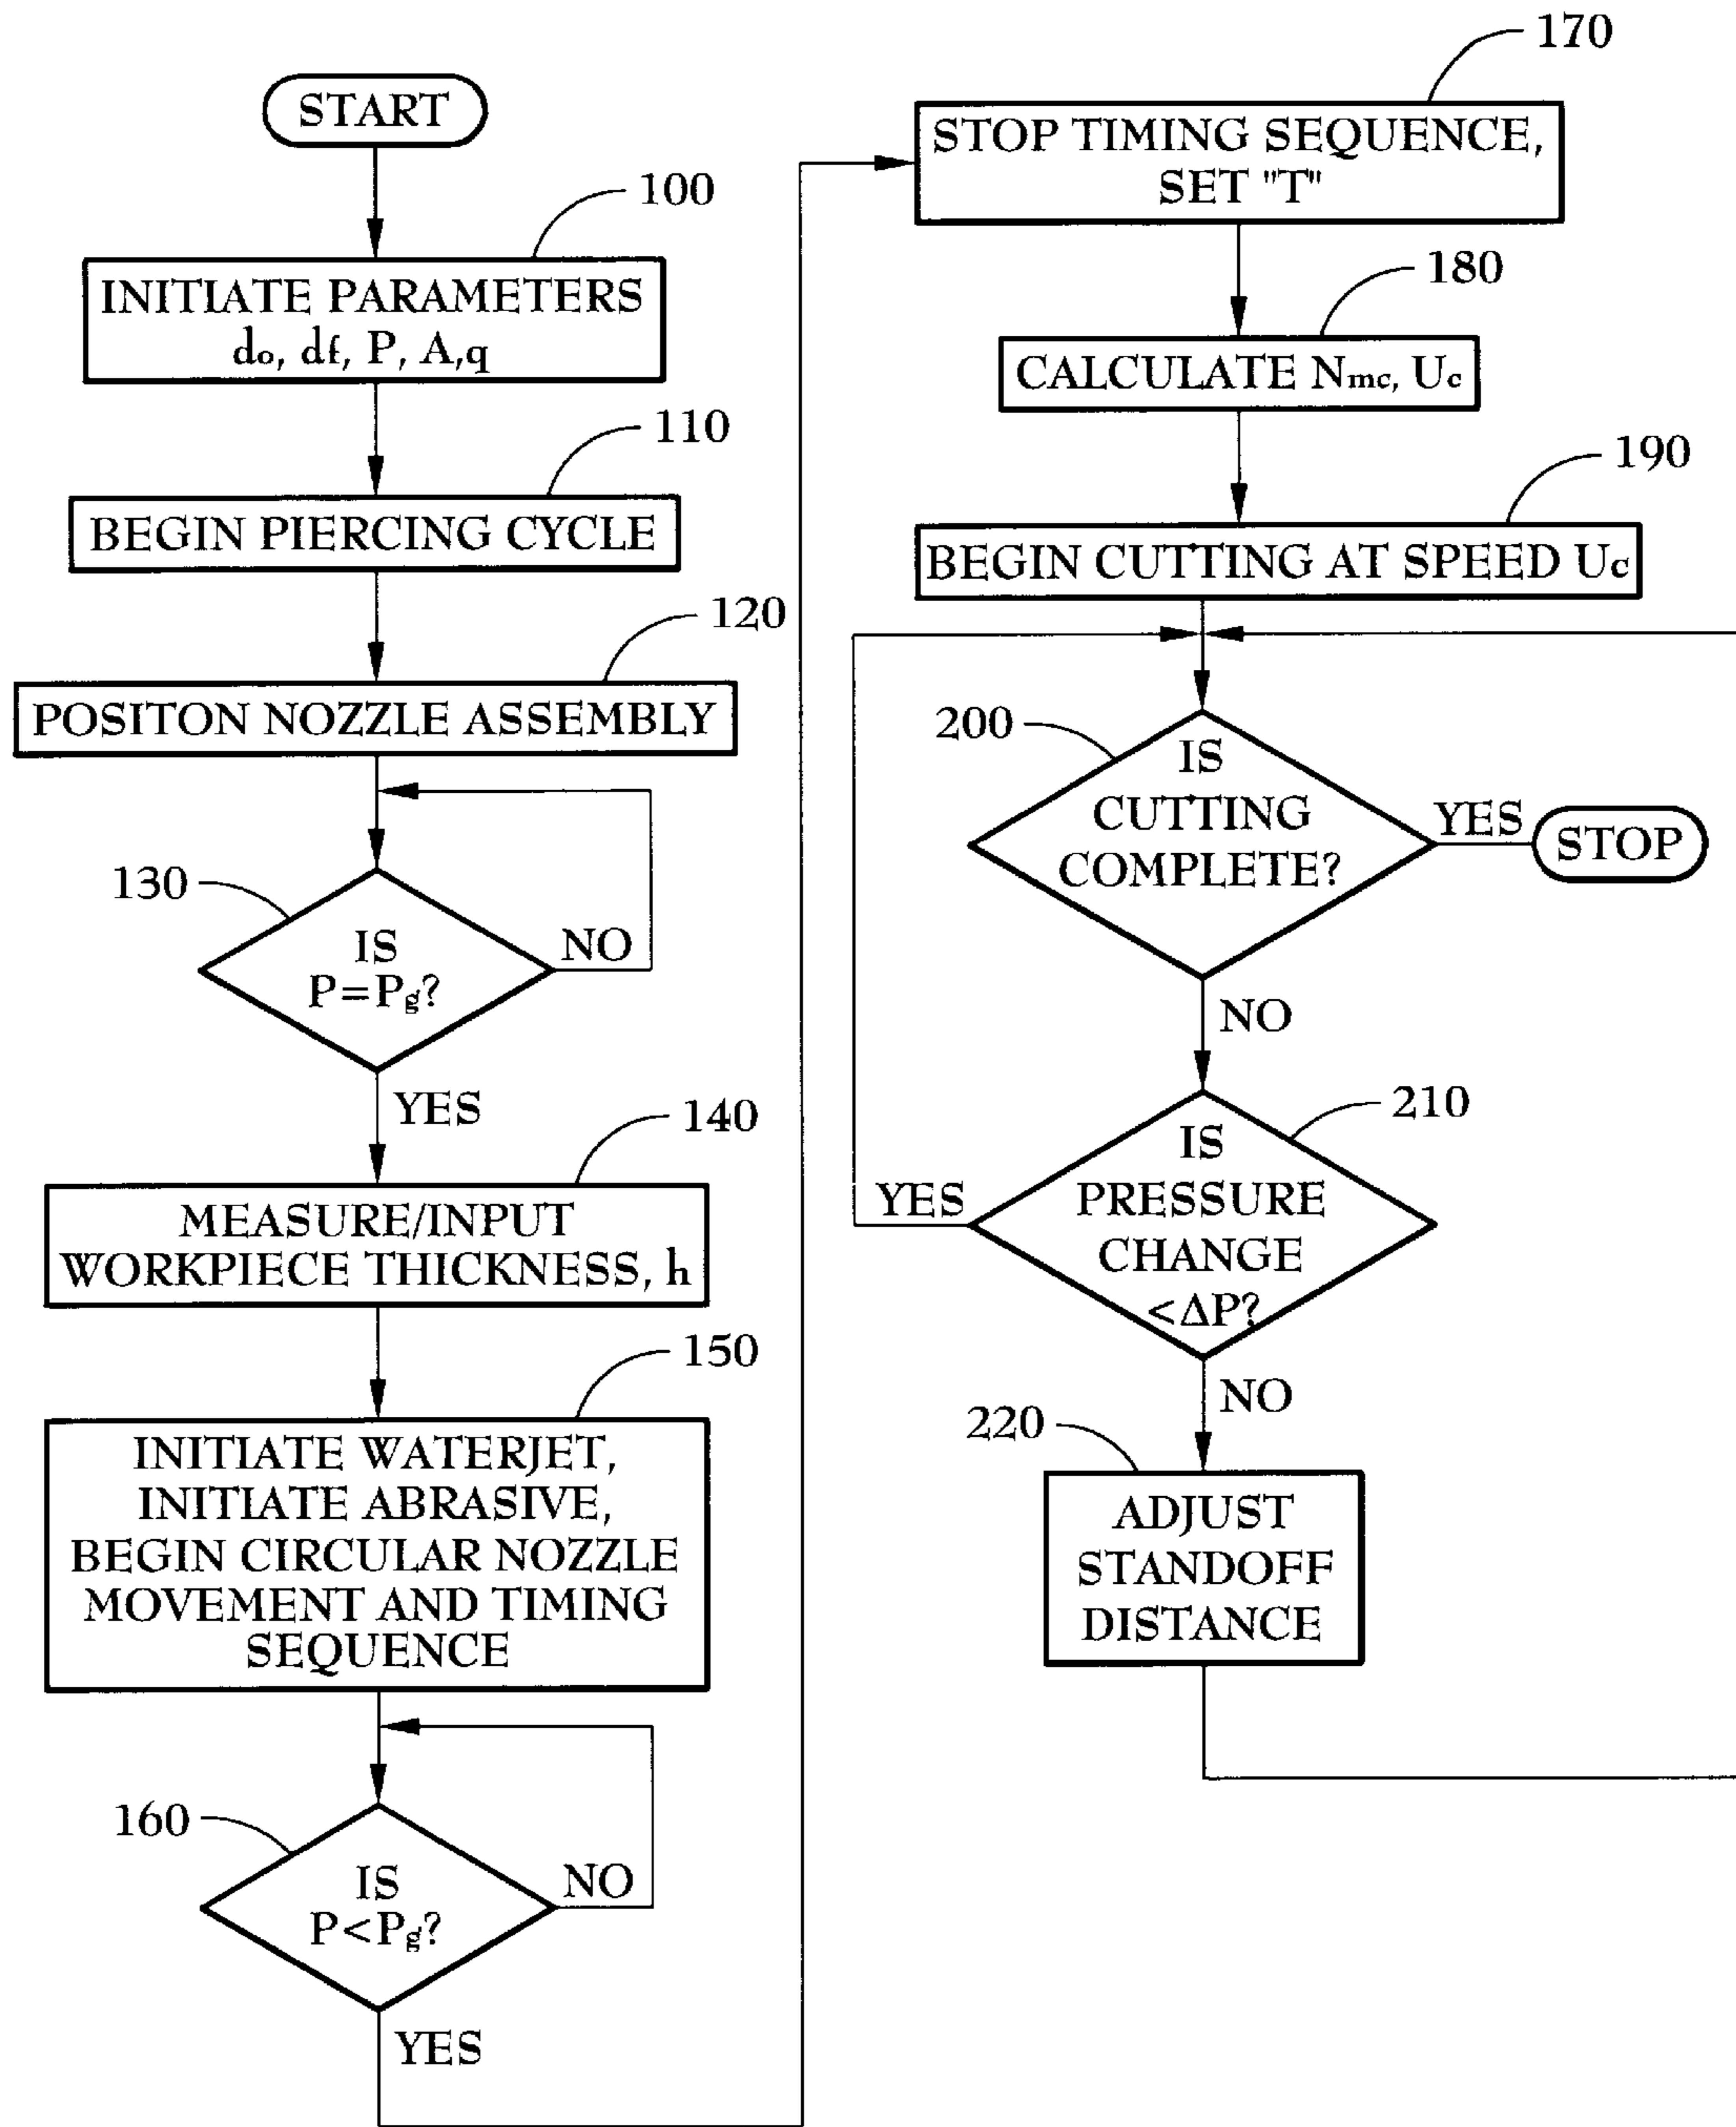 START
100
INITIATE PARAMETERS
do, df, P, A,q
110
BEGIN PIERCING CYCLE
120
POSITON NOZZLE ASSEMBLY
130
IS
P=Pg?
NO
YES
140
MEASURE/INPUT
WORKPIECE THICKNESS, h
150
INITIATE WATERJET,
INITIATE ABRASIVE,
BEGIN CIRCULAR NOZZLE
MOVEMENT AND TIMING
SEQUENCE
160
IS
P<Pg?
NO
YES
170
STOP TIMING SEQUENCE,
SET "T"
180
CALCULATE Nmc, Uc
190
BEGIN CUTTING AT SPEED Uc
200
IS
CUTTING
COMPLETE?
YES
STOP
NO
210
IS
PRESSURE
CHANGE
<ΔP?
YES
NO
220
ADJUST
STANDOFF
DISTANCE